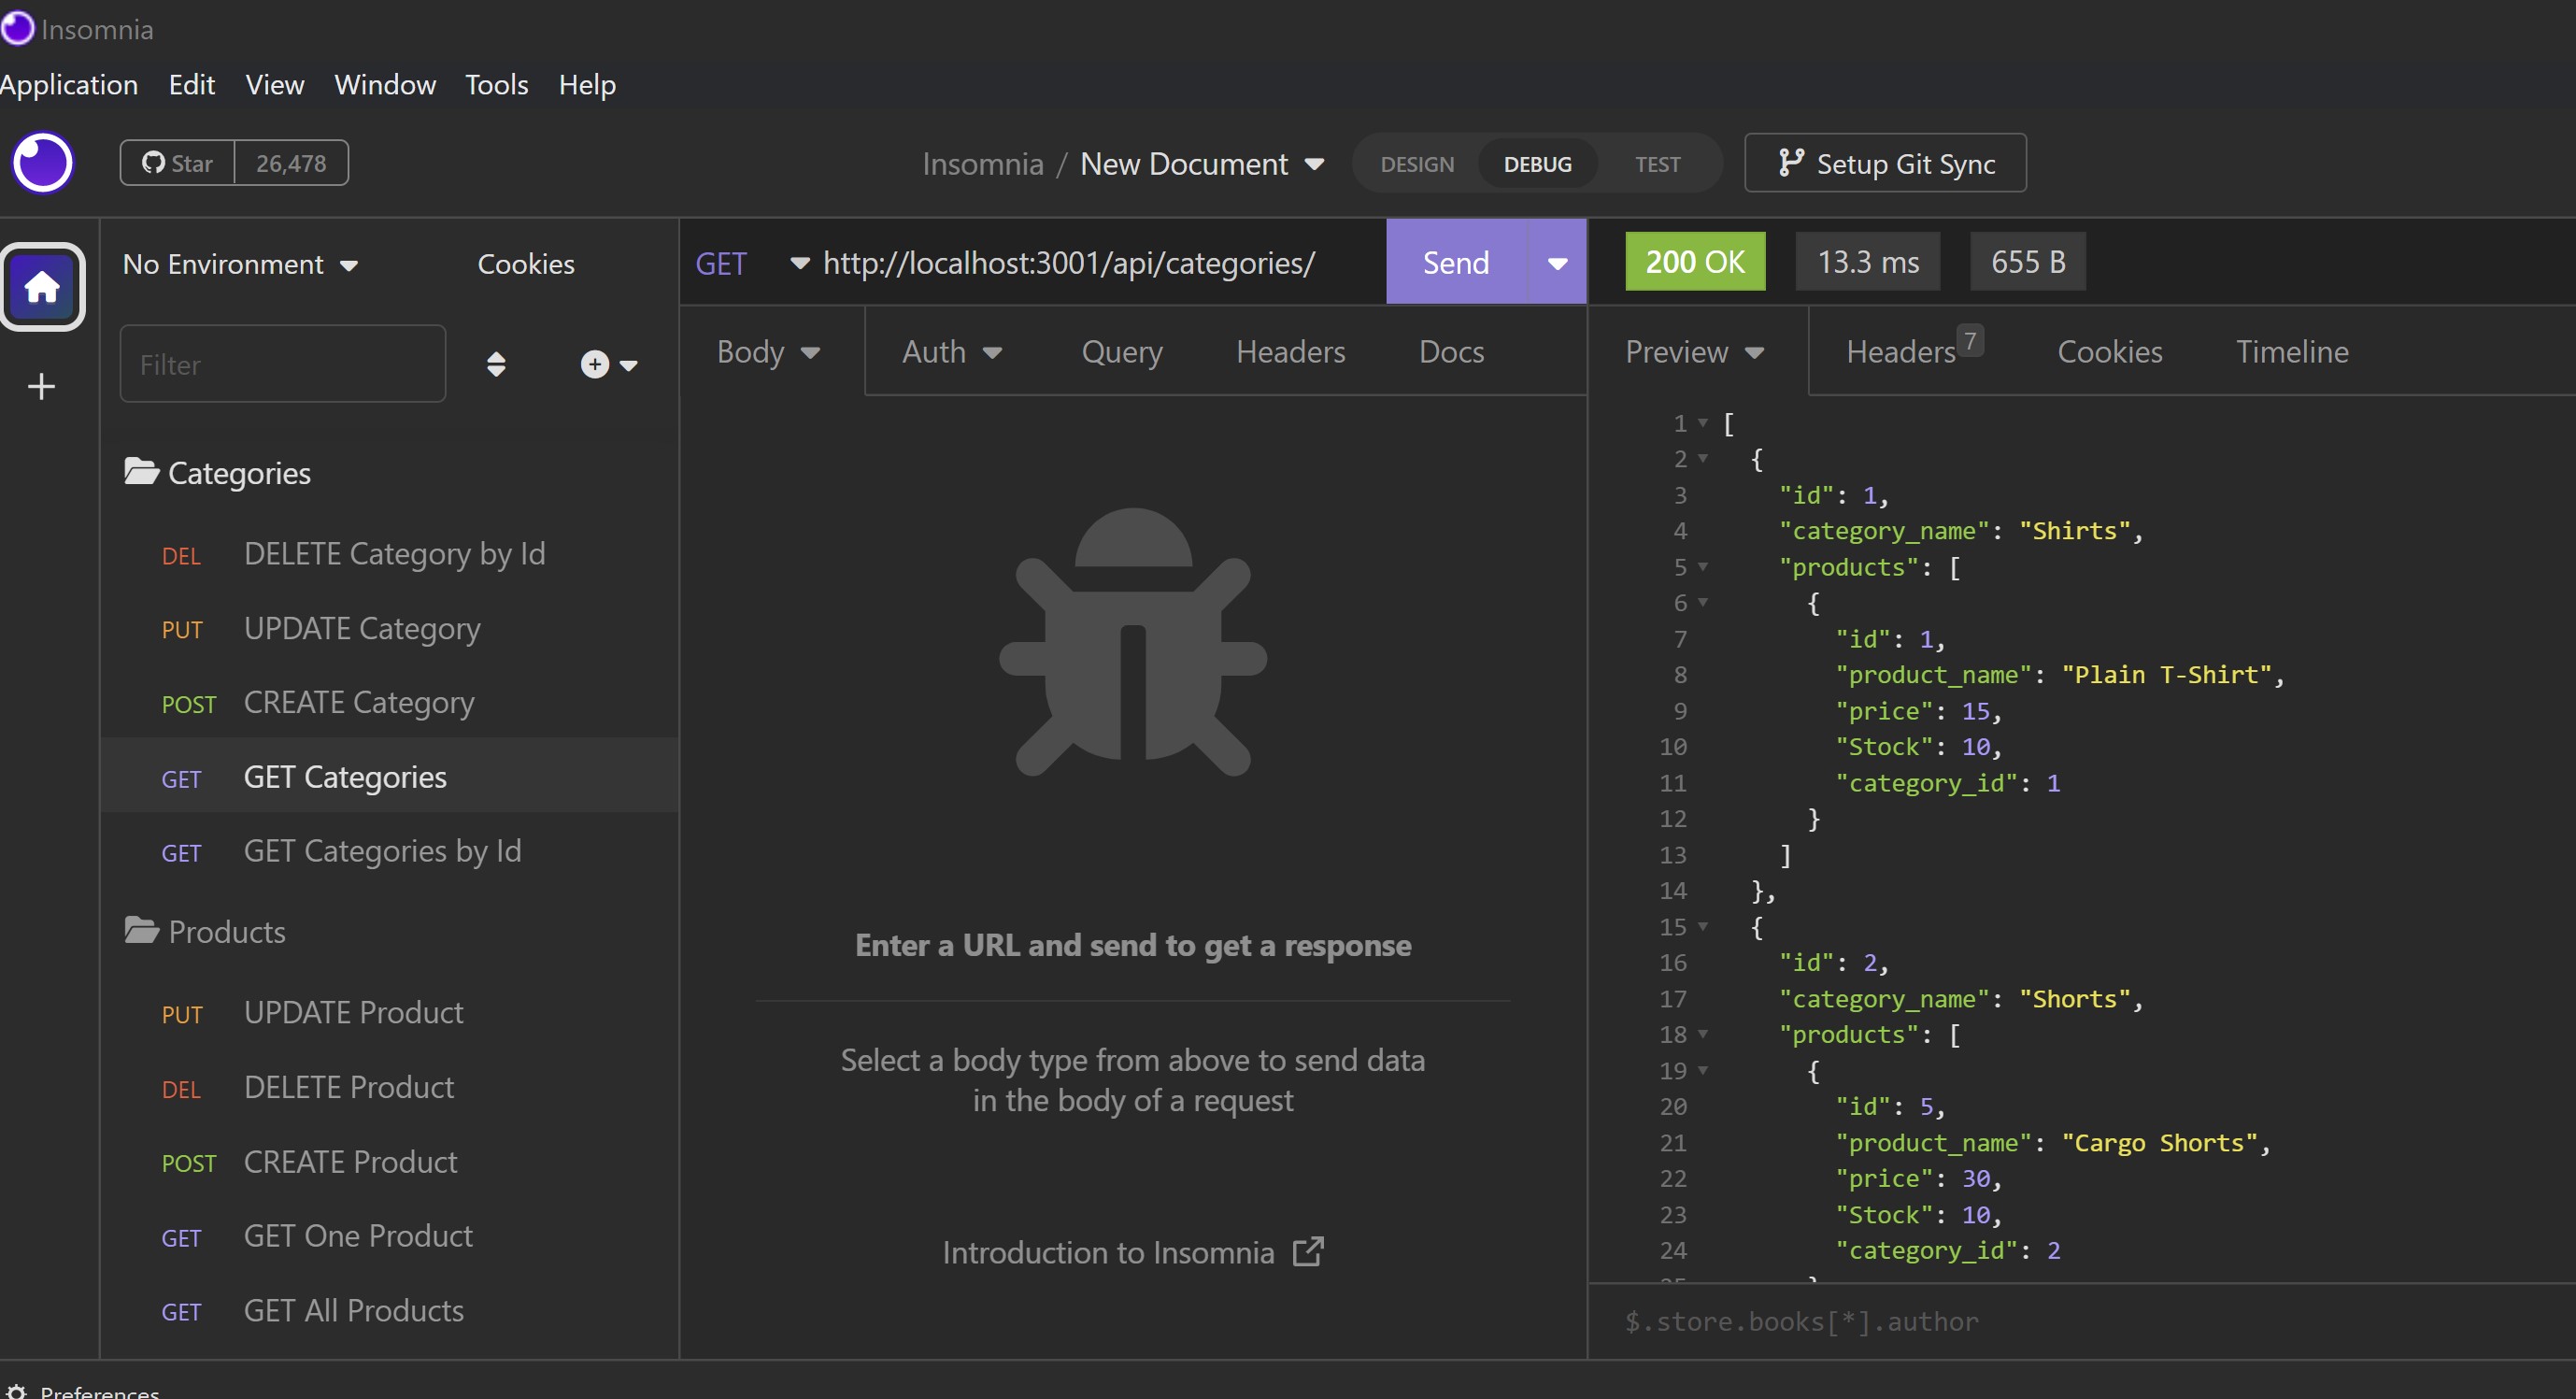 Insomnia
Application Edit View Window Tools Help
Star 26,478
Insomnia / New Document
DESIGN DEBUG TEST
Setup Git Sync
No Environment Cookies
Filter
Categories
DEL DELETE Category by Id
PUT UPDATE Category
POST CREATE Category
GET GET Categories
GET GET Categories by Id
Products
PUT UPDATE Product
DEL DELETE Product
POST CREATE Product
GET GET One Product
GET GET All Products
Preferences
GET http://localhost:3001/api/categories/ Send
Body Auth Query Headers Docs
Enter a URL and send to get a response
Select a body type from above to send data
in the body of a request
Introduction to Insomnia
200 OK 13.3 ms 655 B
Preview Headers 7 Cookies Timeline
1 [
2 {
3 "id": 1,
4 "category_name": "Shirts",
5 "products": [
6 {
7 "id": 1,
8 "product_name": "Plain T-Shirt",
9 "price": 15,
10 "Stock": 10,
11 "category_id": 1
12 }
13 ]
14 },
15 {
16 "id": 2,
17 "category_name": "Shorts",
18 "products": [
19 {
20 "id": 5,
21 "product_name": "Cargo Shorts",
22 "price": 30,
23 "Stock": 10,
24 "category_id": 2
$.store.books[*].author